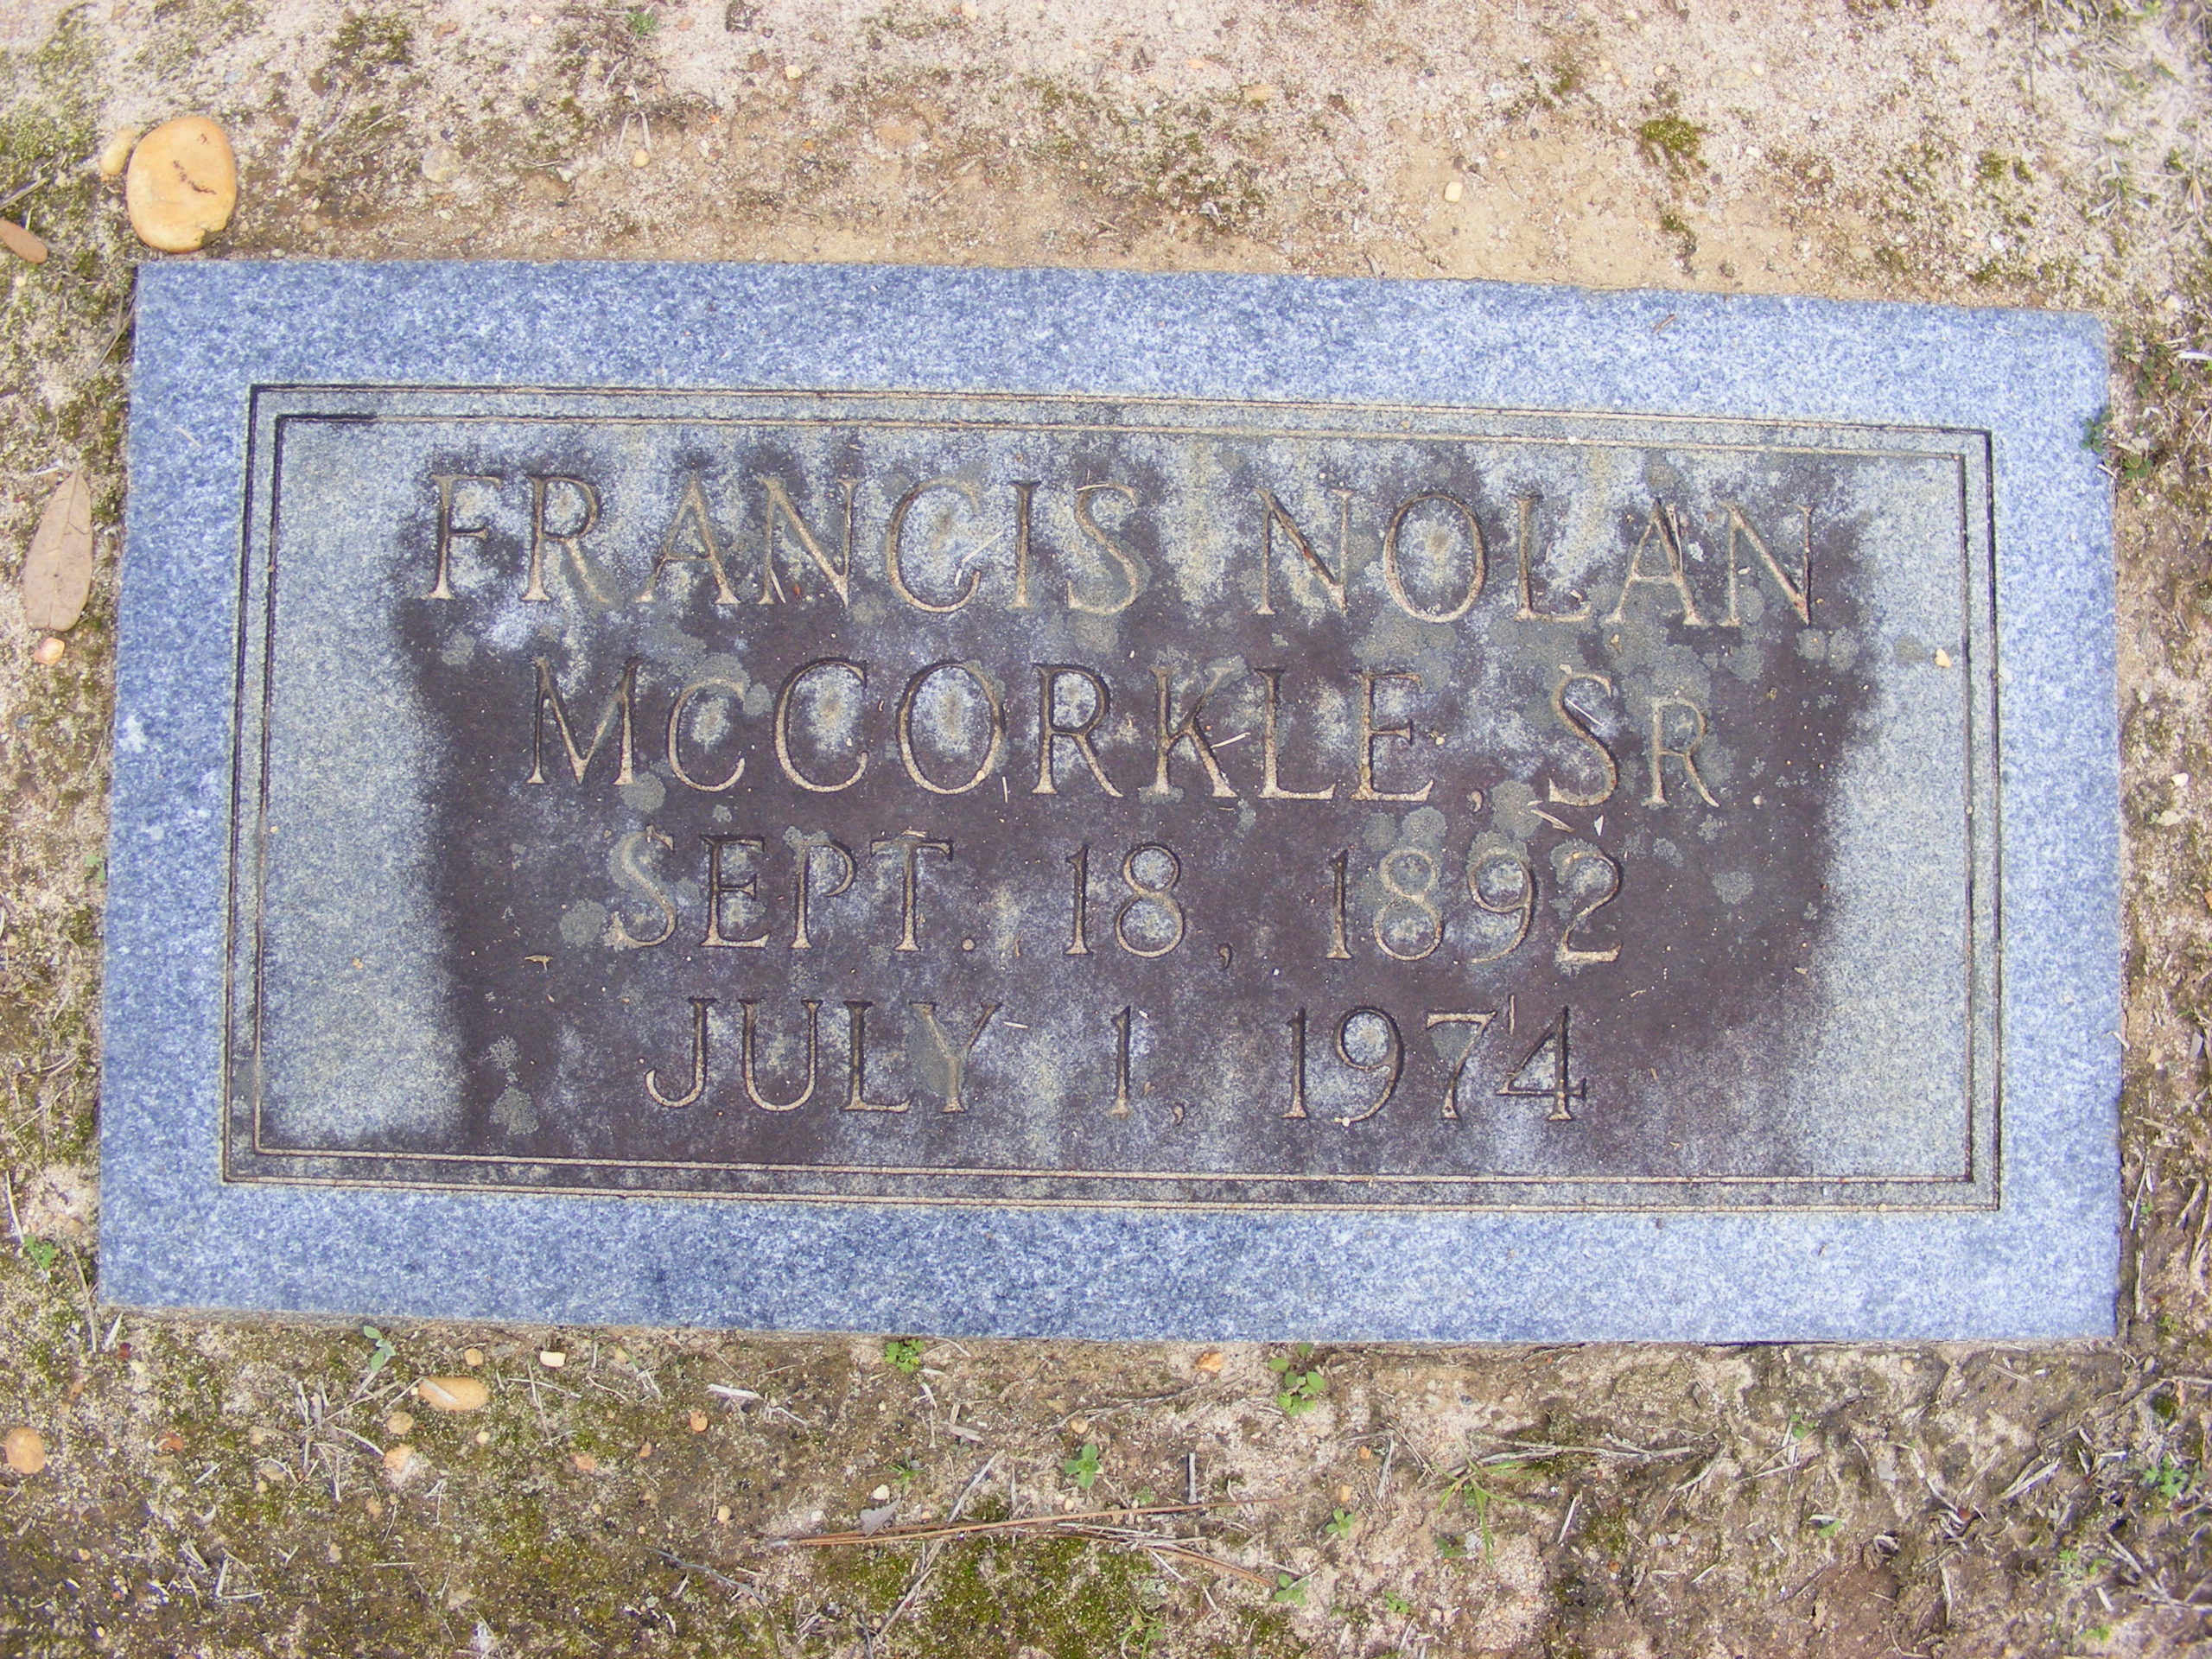 FRANCIS NOLAN
MCCORKLE, SR
SEPT. 18, 1892
JULY 1, 1974